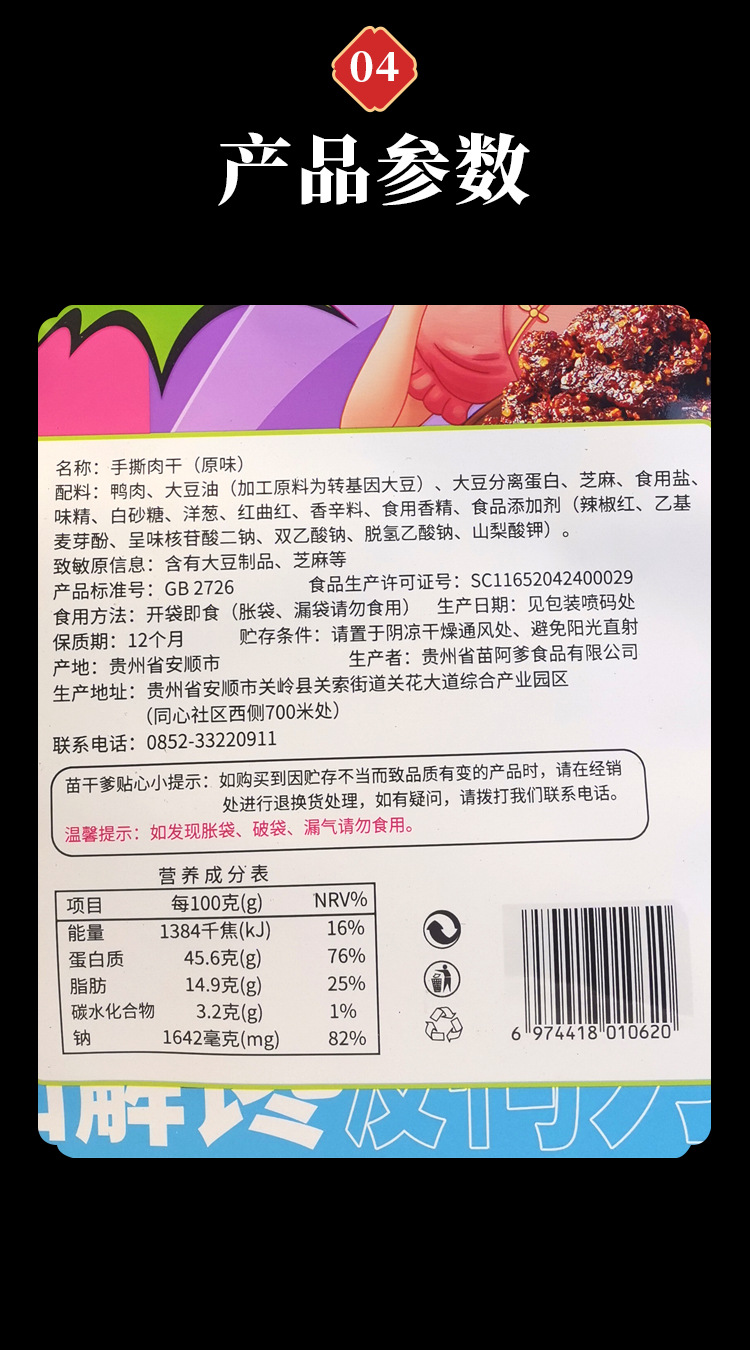 04
产品参数
名称：手撕肉干（原味）
配料：鸭肉、大豆油（加工原料为转基因大豆）、大豆分离蛋白、芝麻、食用盐、
味精、白砂糖、洋葱、红曲红、香辛料、食用香精、食品添加剂（辣椒红、乙基
麦芽酚、呈味核苷酸二钠、双乙酸钠、脱氢乙酸钠、山梨酸钾）。
致敏原信息：含有大豆制品、芝麻等
产品标准号：GB 2726 食品生产许可证号：SC11652042400029
食用方法：开袋即食（胀袋、漏袋请勿食用） 生产日期：见包装喷码处
保质期：12个月 贮存条件：请置于阴凉干燥通风处、避免阳光直射
产地：贵州省安顺市 生产者：贵州省苗阿爹食品有限公司
生产地址：贵州省安顺市关岭县关索街道关花大道综合产业园区
（同心社区西侧700米处）
联系电话：0852-33220911
苗干爹贴心小提示：如购买到因贮存不当而致品质有变的产品时，请在经销
处进行退换货处理，如有疑问，请拨打我们联系电话。
温馨提示：如发现胀袋、破袋、漏气请勿食用。
营养成分表
项目 每100克(g) NRV%
能量 1384千焦(kJ) 16%
蛋白质 45.6克(g) 76%
脂肪 14.9克(g) 25%
碳水化合物 3.2克(g) 1%
钠 1642毫克(mg) 82%
6 974418 010620
解馋